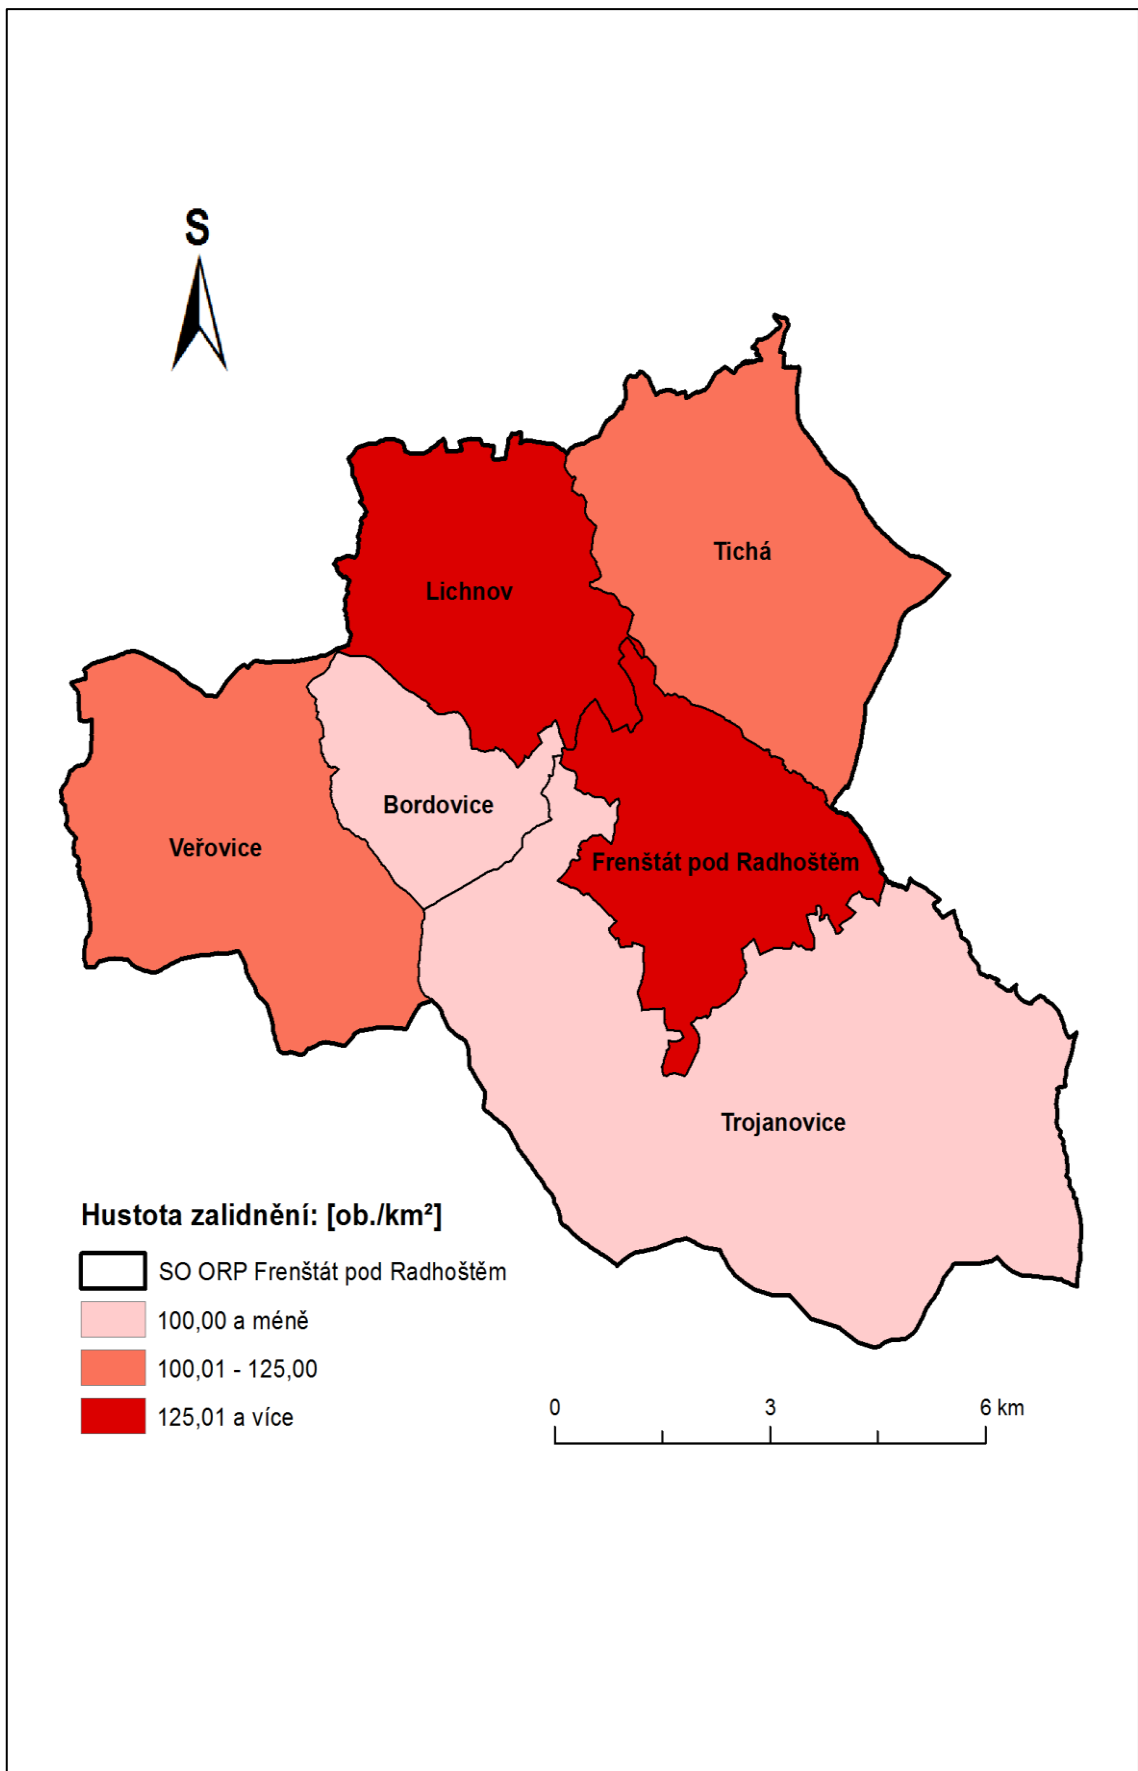 S
Tichá
Lichnov
Bordovice
Veřovice
Frenštát pod Radhoštěm
Trojanovice
Hustota zalidnění: [ob./km²]
SO ORP Frenštát pod Radhoštěm
100,00 a méně
100,01 - 125,00
125,01 a více
0 3 6 km